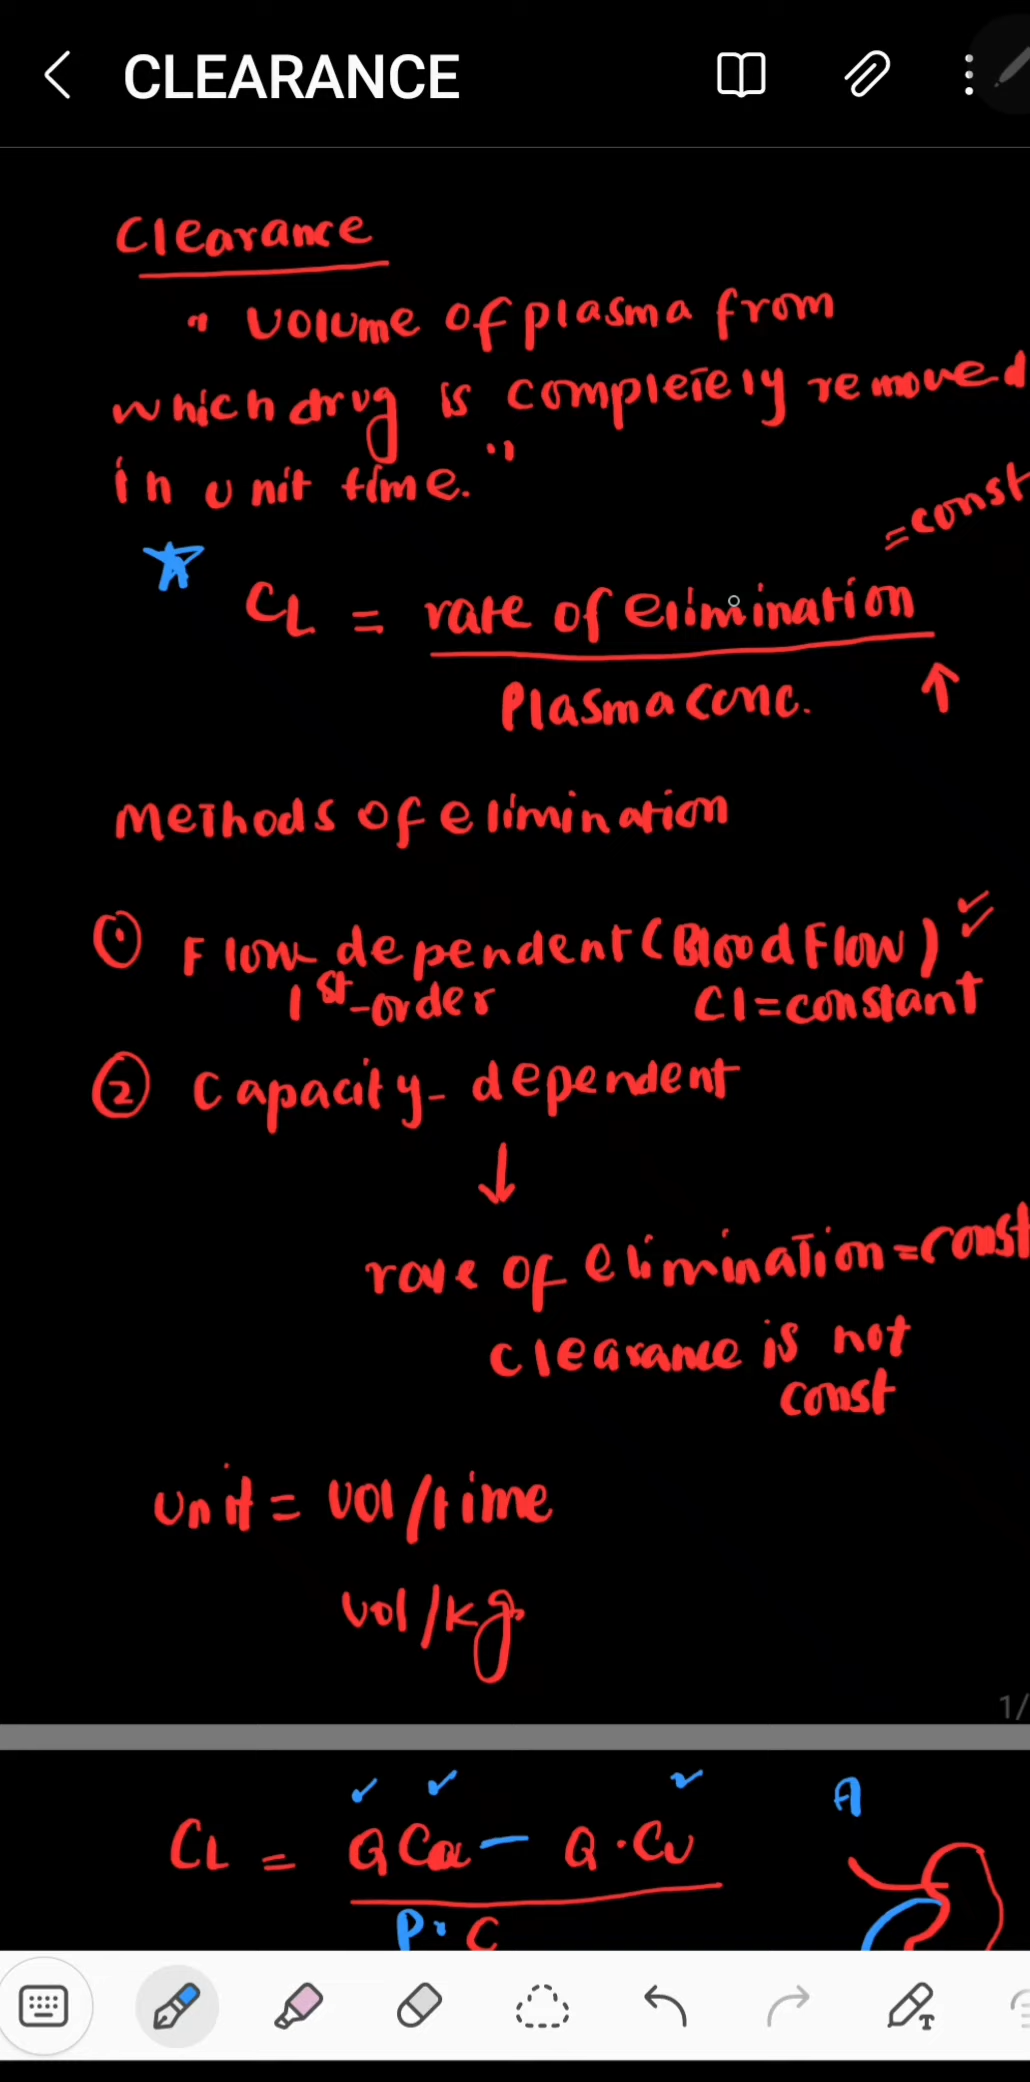 CLEARANCE
Clearance
" volume of plasma from
which drug is completely removed
in unit time. "
= const
CL = rate of elimination
Plasma conc. ↑
Methods of elimination
① Flow-dependent (Blood Flow) ✓
1st-order Cl = constant
② Capacity-dependent
↓
rate of elimination = const
clearance is not
const
unit = vol/time
vol/kg
1/
A
CL = QCa - Q.Cv
P. C
T